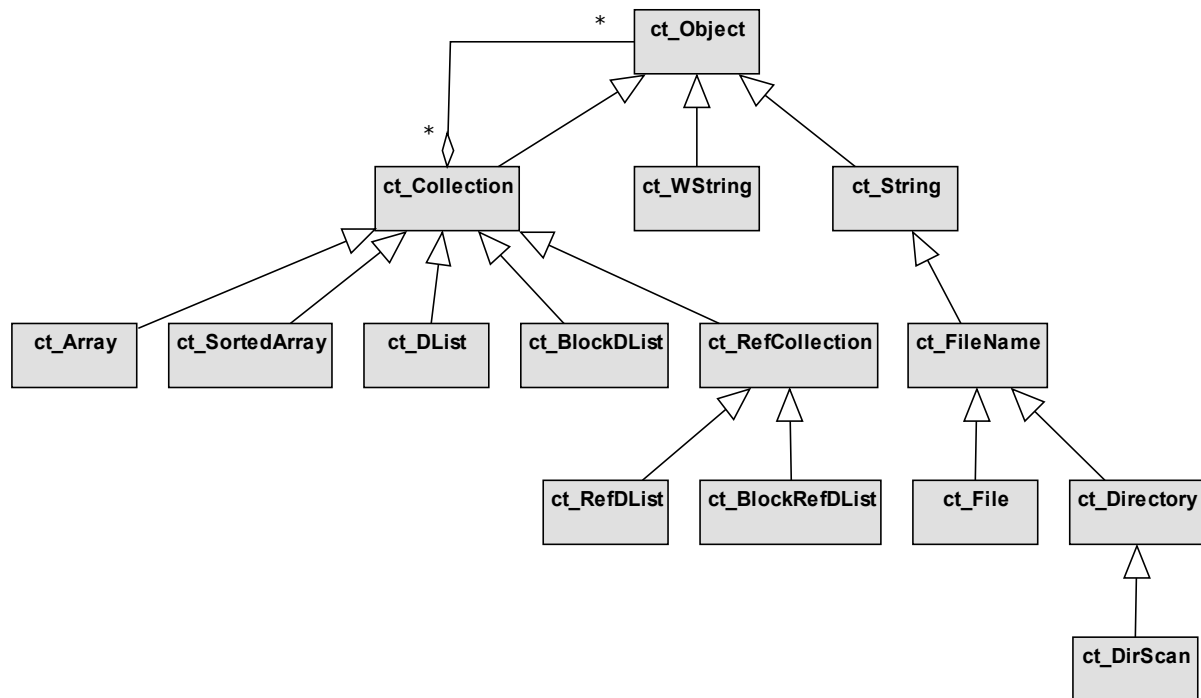 *
ct_Object
*
ct_Collection
ct_WString
ct_String
ct_Array
ct_SortedArray
ct_DList
ct_BlockDList
ct_RefCollection
ct_FileName
ct_RefDList
ct_BlockRefDList
ct_File
ct_Directory
ct_DirScan